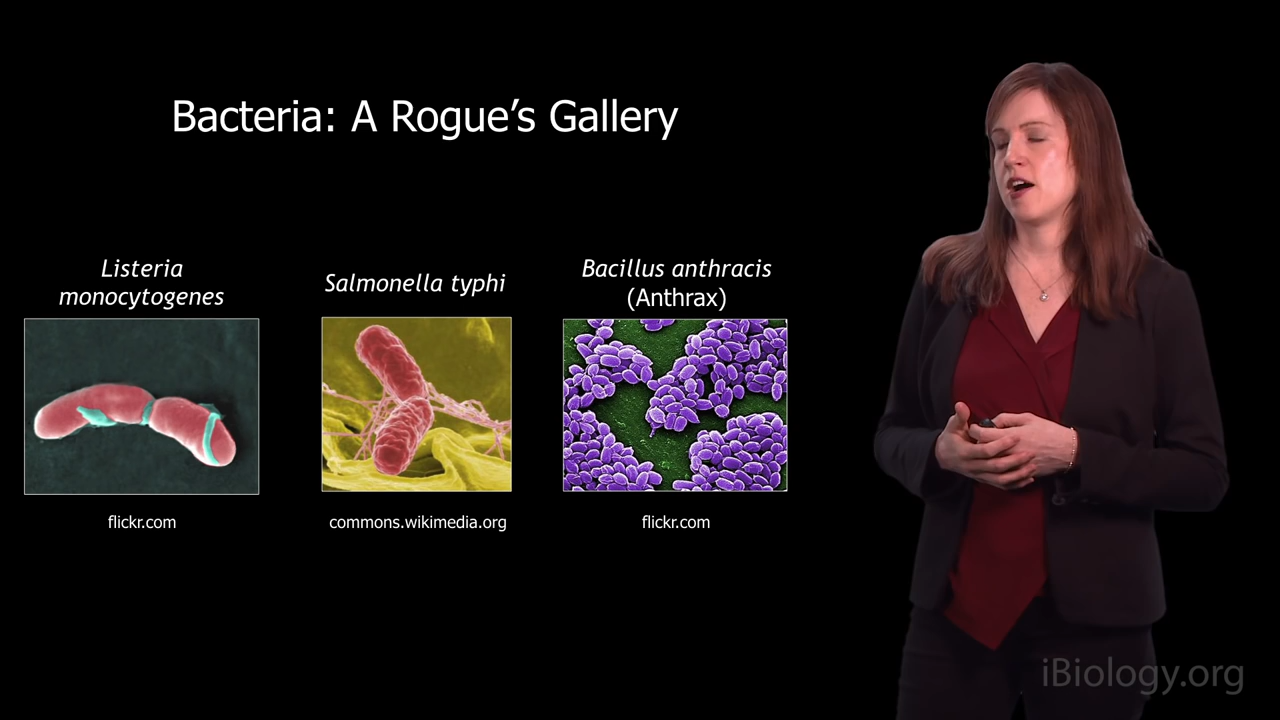 Bacteria: A Rogue’s Gallery
Listeria
monocytogenes
Salmonella typhi
Bacillus anthracis
(Anthrax)
flickr.com
commons.wikimedia.org
flickr.com
iBiology.org